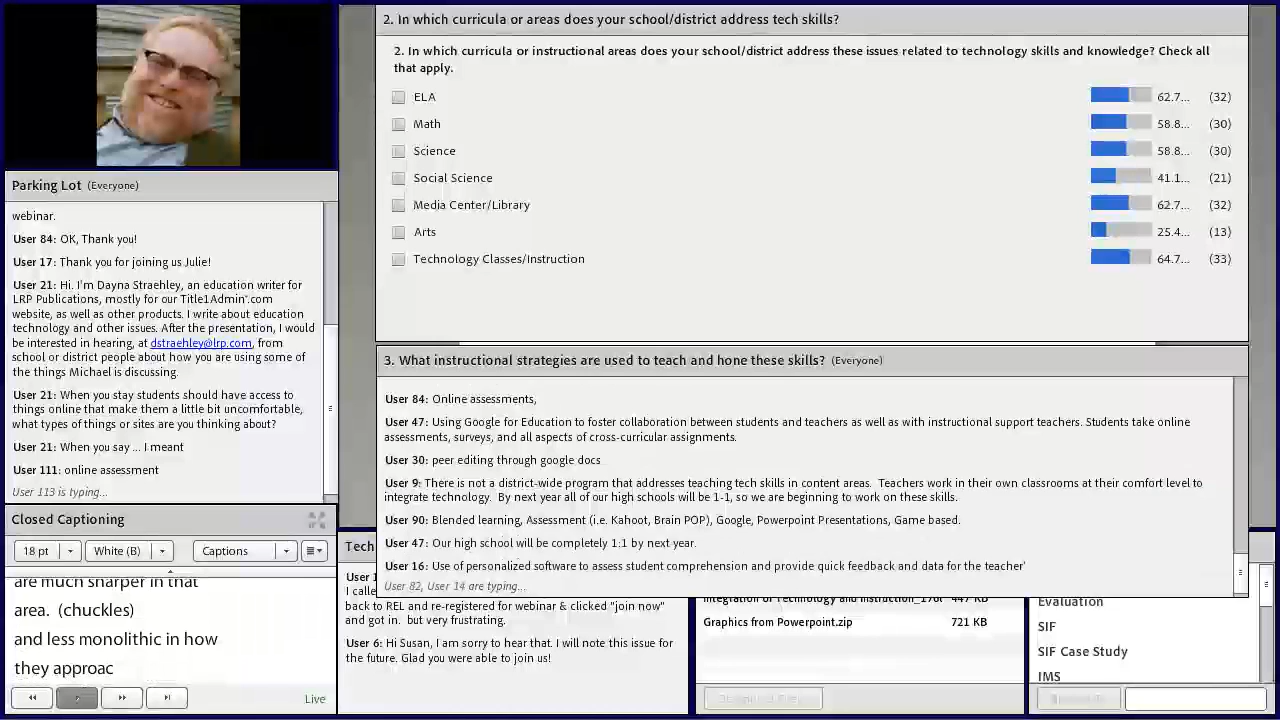 2. In which curricula or areas does your school/district address tech skills?
2. In which curricula or instructional areas does your school/district address these issues related to technology skills and knowledge? Check all
that apply.
ELA 62.7... (32)
Math 58.8... (30)
Science 58.8... (30)
Social Science 41.1... (21)
Media Center/Library 62.7... (32)
Arts 25.4... (13)
Technology Classes/Instruction 64.7... (33)
Parking Lot (Everyone)
webinar.
User 84: OK, Thank you!
User 17: Thank you for joining us Julie!
User 21: Hi. I'm Dayna Straehley, an education writer for
LRP Publications, mostly for our Title1Admin'.com
website, as well as other products. I write about education
technology and other issues. After the presentation, I would
be interested in hearing, at dstraehley@lrp.com, from
school or district people about how you are using some of
the things Michael is discussing.
User 21: When you stay students should have access to
things online that make them a little bit uncomfortable,
what types of things or sites are you thinking about?
User 21: When you say ... I meant
User 111: online assessment
User 113 is typing...
3. What instructional strategies are used to teach and hone these skills? (Everyone)
User 84: Online assessments,
User 47: Using Google for Education to foster collaboration between students and teachers as well as with instructional support teachers. Students take online
assessments, surveys, and all aspects of cross-curricular assignments.
User 30: peer editing through google docs
User 9: There is not a district-wide program that addresses teaching tech skills in content areas. Teachers work in their own classrooms at their comfort level to
integrate technology. By next year all of our high schools will be 1-1, so we are beginning to work on these skills.
User 90: Blended learning, Assessment (i.e. Kahoot, Brain POP), Google, Powerpoint Presentations, Game based.
User 47: Our high school will be completely 1:1 by next year.
User 16: Use of personalized software to assess student comprehension and provide quick feedback and data for the teacher'
User 82, User 14 are typing...
Closed Captioning
18 pt White (B) Captions
are much sharper in that
area. (chuckles)
and less monolithic in how
they approac
Live
Tech
User 1
I calle
back to REL and re-registered for webinar & clicked "join now"
and got in. but very frustrating.
User 6: Hi Susan, I am sorry to hear that. I will note this issue for
the future. Glad you were able to join us!
Integration of Technology and Instruction_1701 447 KB
Graphics from Powerpoint.zip 721 KB
Evaluation
SIF
SIF Case Study
IMS